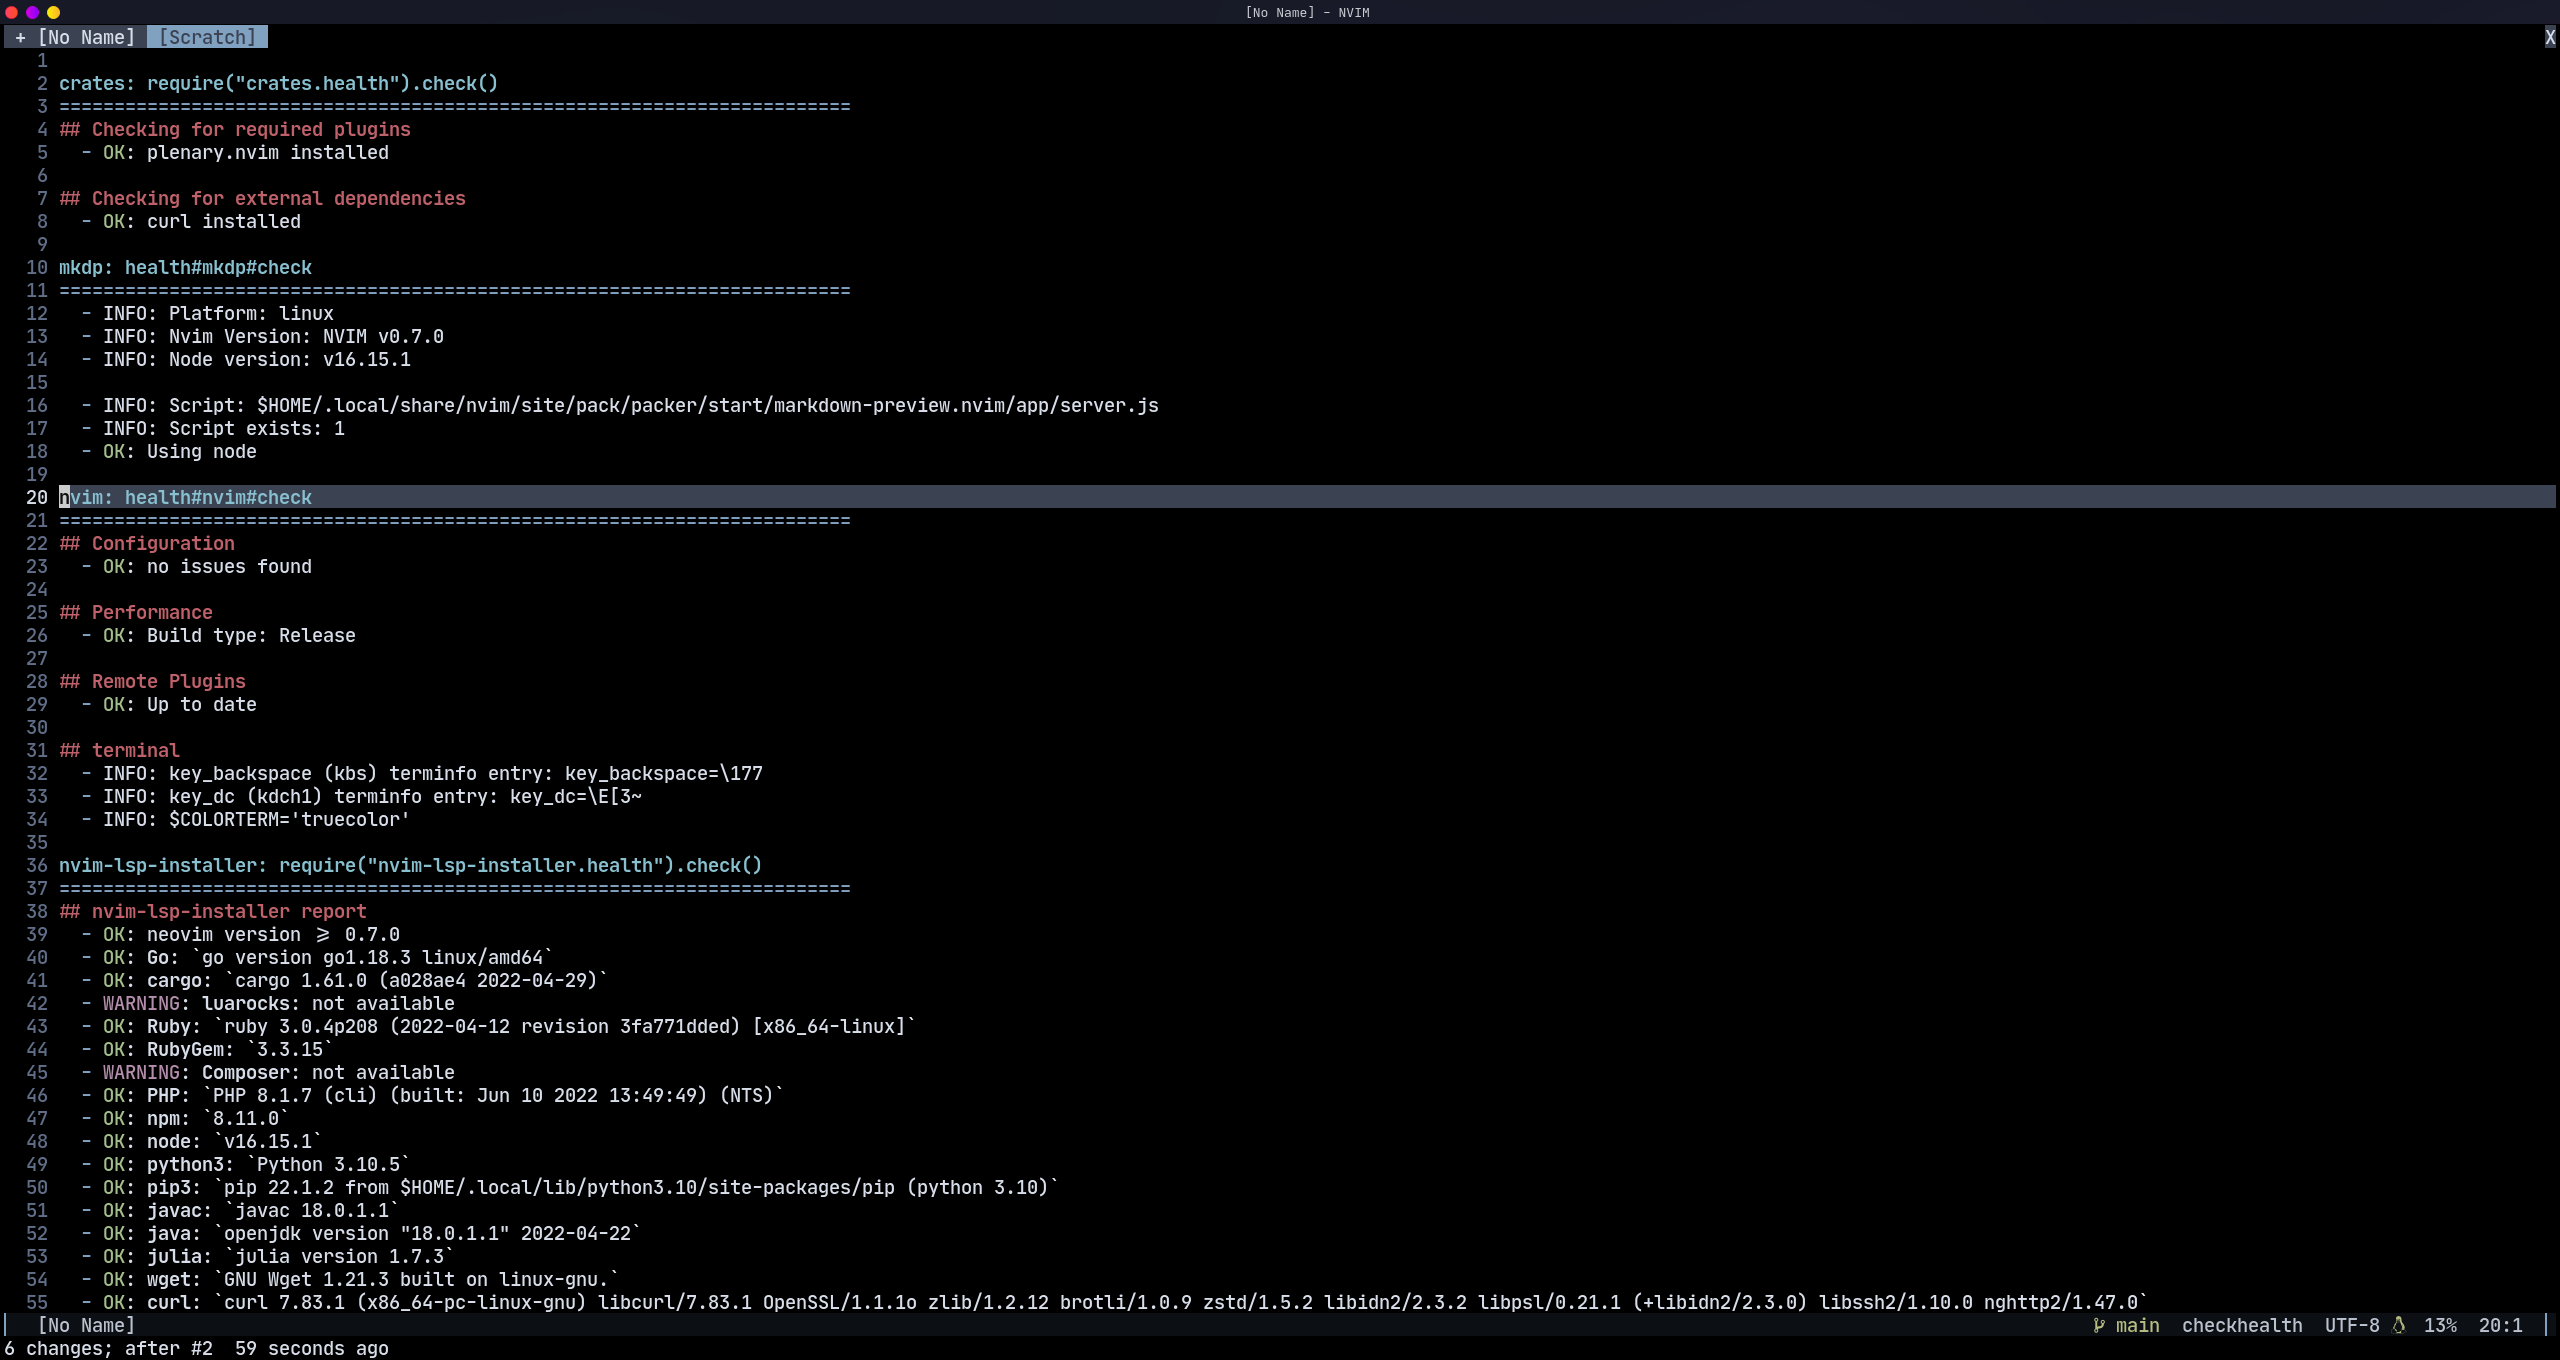 [No Name] - NVIM
+ [No Name] [Scratch] X
1
2 crates: require("crates.health").check()
3 ========================================================================
4 ## Checking for required plugins
5 - OK: plenary.nvim installed
6
7 ## Checking for external dependencies
8 - OK: curl installed
9
10 mkdp: health#mkdp#check
11 ========================================================================
12 - INFO: Platform: linux
13 - INFO: Nvim Version: NVIM v0.7.0
14 - INFO: Node version: v16.15.1
15
16 - INFO: Script: $HOME/.local/share/nvim/site/pack/packer/start/markdown-preview.nvim/app/server.js
17 - INFO: Script exists: 1
18 - OK: Using node
19
20 nvim: health#nvim#check
21 ========================================================================
22 ## Configuration
23 - OK: no issues found
24
25 ## Performance
26 - OK: Build type: Release
27
28 ## Remote Plugins
29 - OK: Up to date
30
31 ## terminal
32 - INFO: key_backspace (kbs) terminfo entry: key_backspace=\177
33 - INFO: key_dc (kdch1) terminfo entry: key_dc=\E[3~
34 - INFO: $COLORTERM='truecolor'
35
36 nvim-lsp-installer: require("nvim-lsp-installer.health").check()
37 ========================================================================
38 ## nvim-lsp-installer report
39 - OK: neovim version >= 0.7.0
40 - OK: Go: `go version go1.18.3 linux/amd64`
41 - OK: cargo: `cargo 1.61.0 (a028ae4 2022-04-29)`
42 - WARNING: luarocks: not available
43 - OK: Ruby: `ruby 3.0.4p208 (2022-04-12 revision 3fa771dded) [x86_64-linux]`
44 - OK: RubyGem: `3.3.15`
45 - WARNING: Composer: not available
46 - OK: PHP: `PHP 8.1.7 (cli) (built: Jun 10 2022 13:49:49) (NTS)`
47 - OK: npm: `8.11.0`
48 - OK: node: `v16.15.1`
49 - OK: python3: `Python 3.10.5`
50 - OK: pip3: `pip 22.1.2 from $HOME/.local/lib/python3.10/site-packages/pip (python 3.10)`
51 - OK: javac: `javac 18.0.1.1`
52 - OK: java: `openjdk version "18.0.1.1" 2022-04-22`
53 - OK: julia: `julia version 1.7.3`
54 - OK: wget: `GNU Wget 1.21.3 built on linux-gnu.`
55 - OK: curl: `curl 7.83.1 (x86_64-pc-linux-gnu) libcurl/7.83.1 OpenSSL/1.1.1o zlib/1.2.12 brotli/1.0.9 zstd/1.5.2 libidn2/2.3.2 libpsl/0.21.1 (+libidn2/2.3.0) libssh2/1.10.0 nghttp2/1.47.0`
[No Name] main checkhealth UTF-8 13% 20:1
6 changes; after #2  59 seconds ago